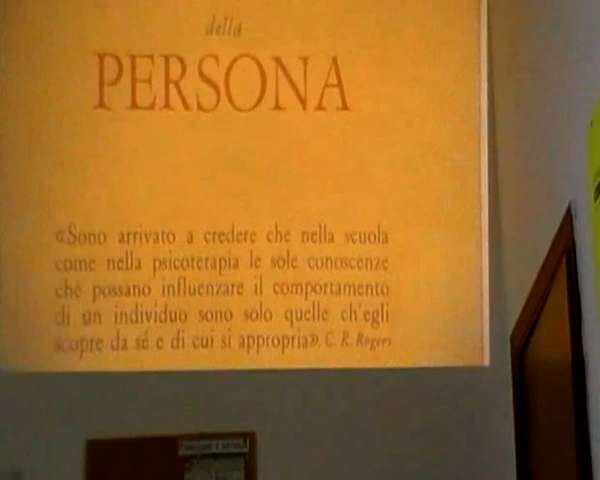 della
PERSONA
«Sono arrivato a credere che nella scuola
come nella psicoterapia le sole conoscenze
che possano influenzare il comportamento
di un individuo sono solo quelle ch'egli
scopre da sé e di cui si appropria». C. R. Rogers